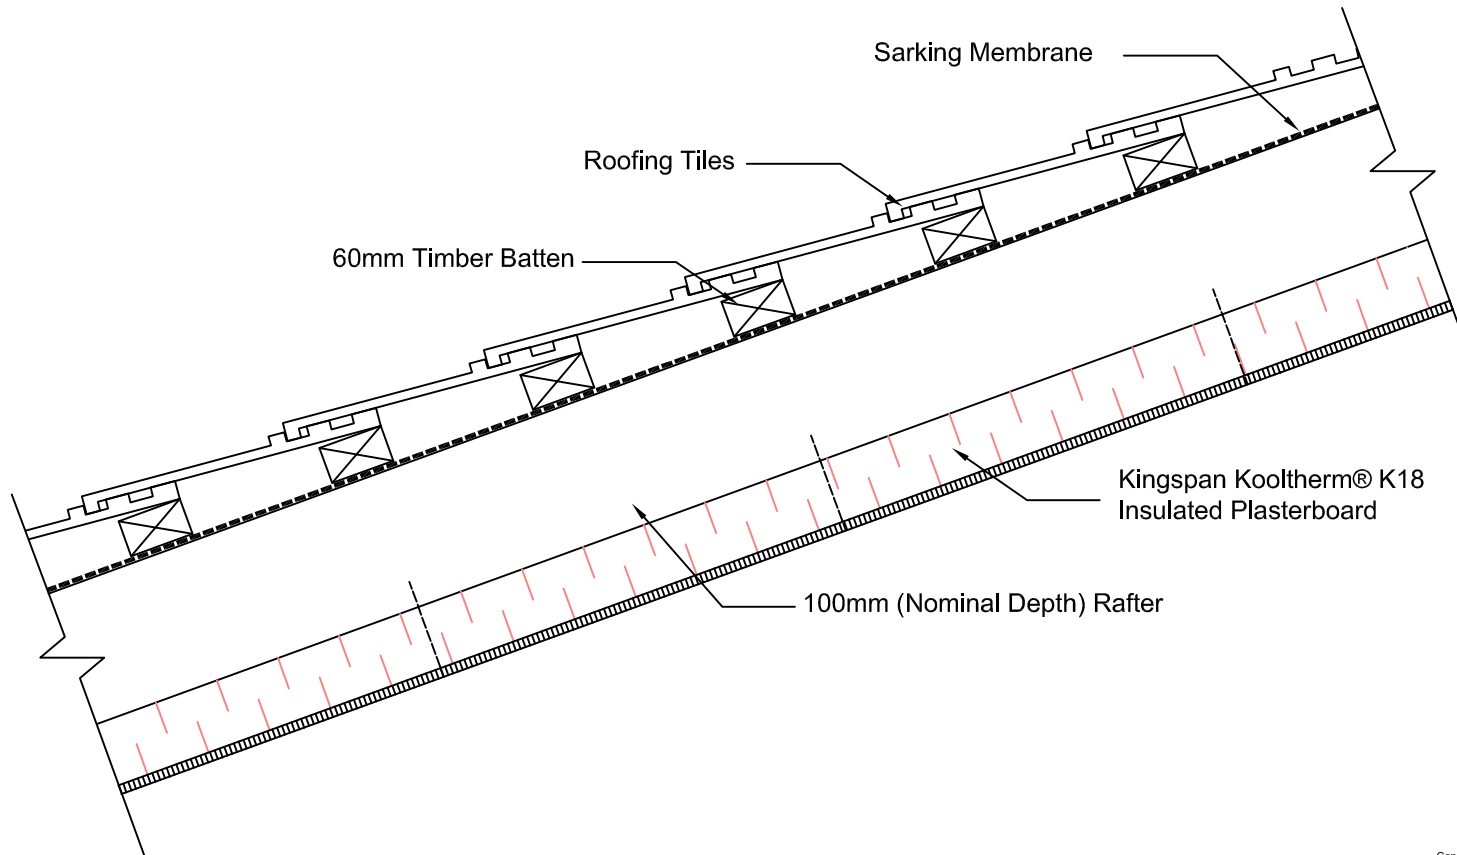 Sarking Membrane
Roofing Tiles
60mm Timber Batten
Kingspan Kooltherm® K18
Insulated Plasterboard
100mm (Nominal Depth) Rafter